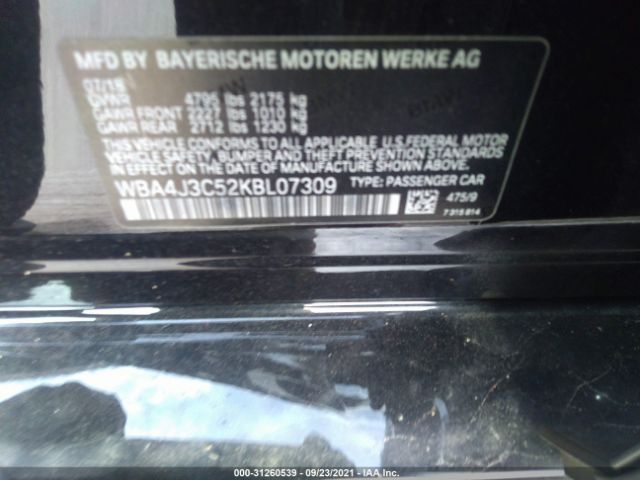 MFD BY BAYERISCHE MOTOREN WERKE AG
07/18
GVWR 4795 lbs 2175 kg
GAWR FRONT 2227 lbs 1010 kg
GAWR REAR 2712 lbs 1230 kg
THIS VEHICLE CONFORMS TO ALL APPLICABLE U.S. FEDERAL MOTOR
VEHICLE SAFETY, BUMPER AND THEFT PREVENTION STANDARDS
IN EFFECT ON THE DATE OF MANUFACTURE SHOWN ABOVE.
WBA4J3C52KBL07309 TYPE: PASSENGER CAR
475/9
7315814
000-31260539 - 09/23/2021 - IAA Inc.